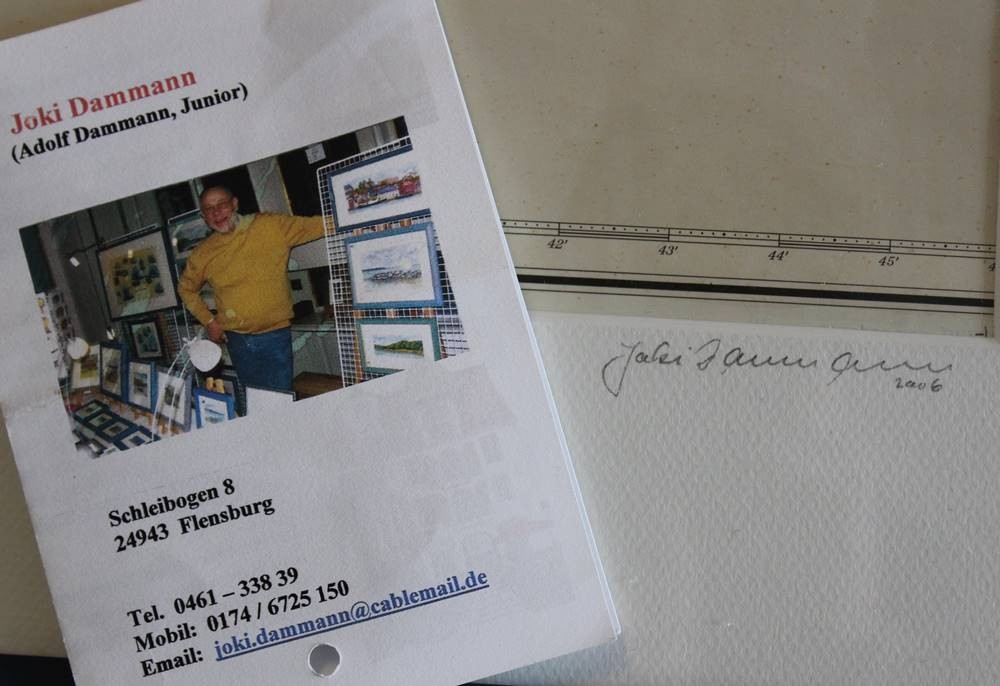 Joki Dammann
(Adolf Dammann, Junior)
Schleibogen 8
24943 Flensburg
Tel. 0461 – 338 39
Mobil: 0174 / 6725 150
Email: joki.dammann@cablemail.de
42' 43' 44' 45' 4
Joki Dammann
2006